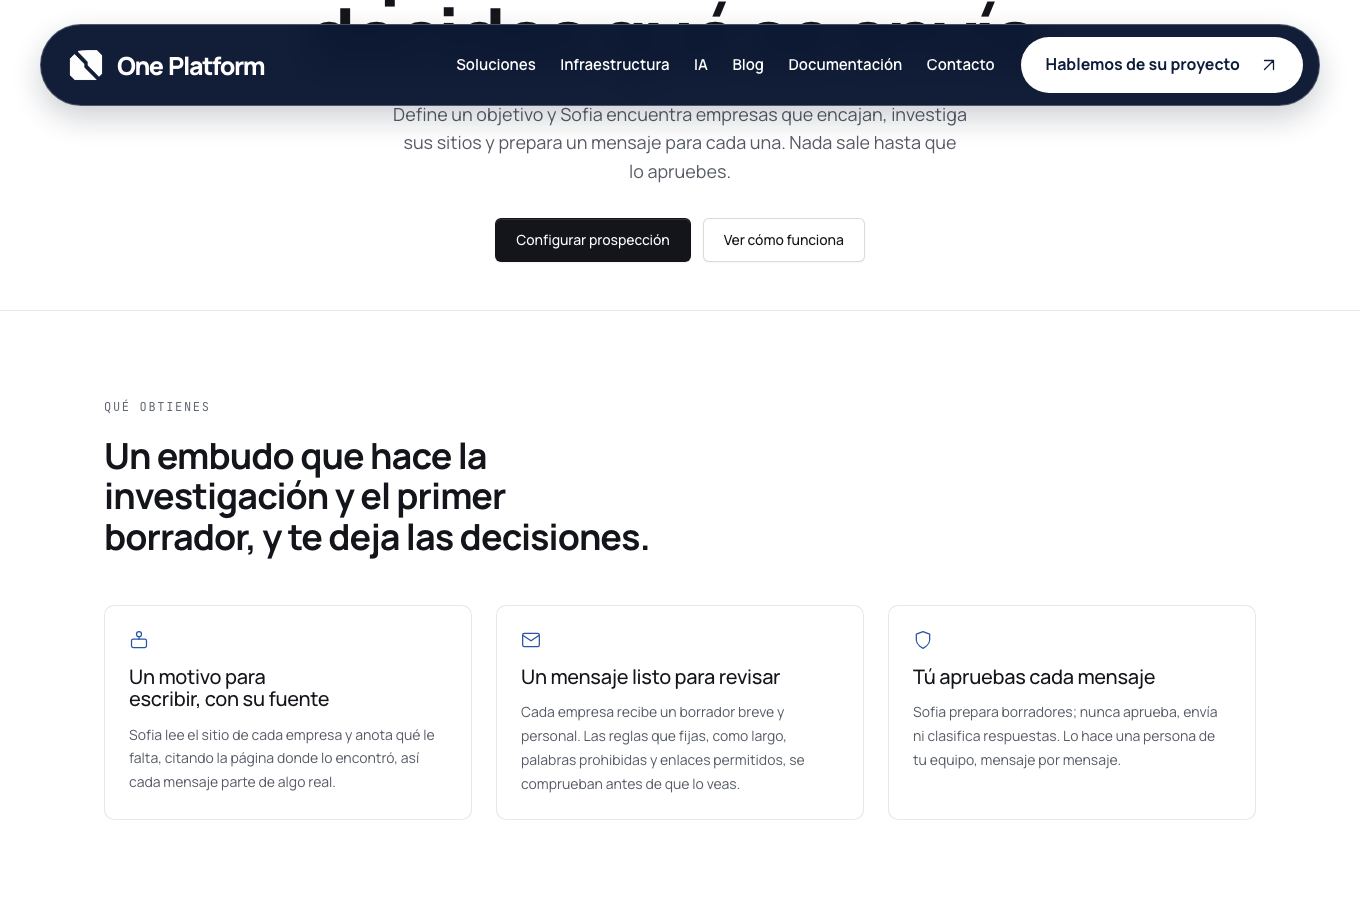 decides qué se envía
One Platform
Soluciones
Infraestructura
IA
Blog
Documentación
Contacto
Hablemos de su proyecto
Define un objetivo y Sofia encuentra empresas que encajan, investiga
sus sitios y prepara un mensaje para cada una. Nada sale hasta que
lo apruebes.
Configurar prospección
Ver cómo funciona
QUÉ OBTIENES
Un embudo que hace la
investigación y el primer
borrador, y te deja las decisiones.
Un motivo para
escribir, con su fuente
Sofia lee el sitio de cada empresa y anota qué le
falta, citando la página donde lo encontró, así
cada mensaje parte de algo real.
Un mensaje listo para revisar
Cada empresa recibe un borrador breve y
personal. Las reglas que fijas, como largo,
palabras prohibidas y enlaces permitidos, se
comprueban antes de que lo veas.
Tú apruebas cada mensaje
Sofia prepara borradores; nunca aprueba, envía
ni clasifica respuestas. Lo hace una persona de
tu equipo, mensaje por mensaje.